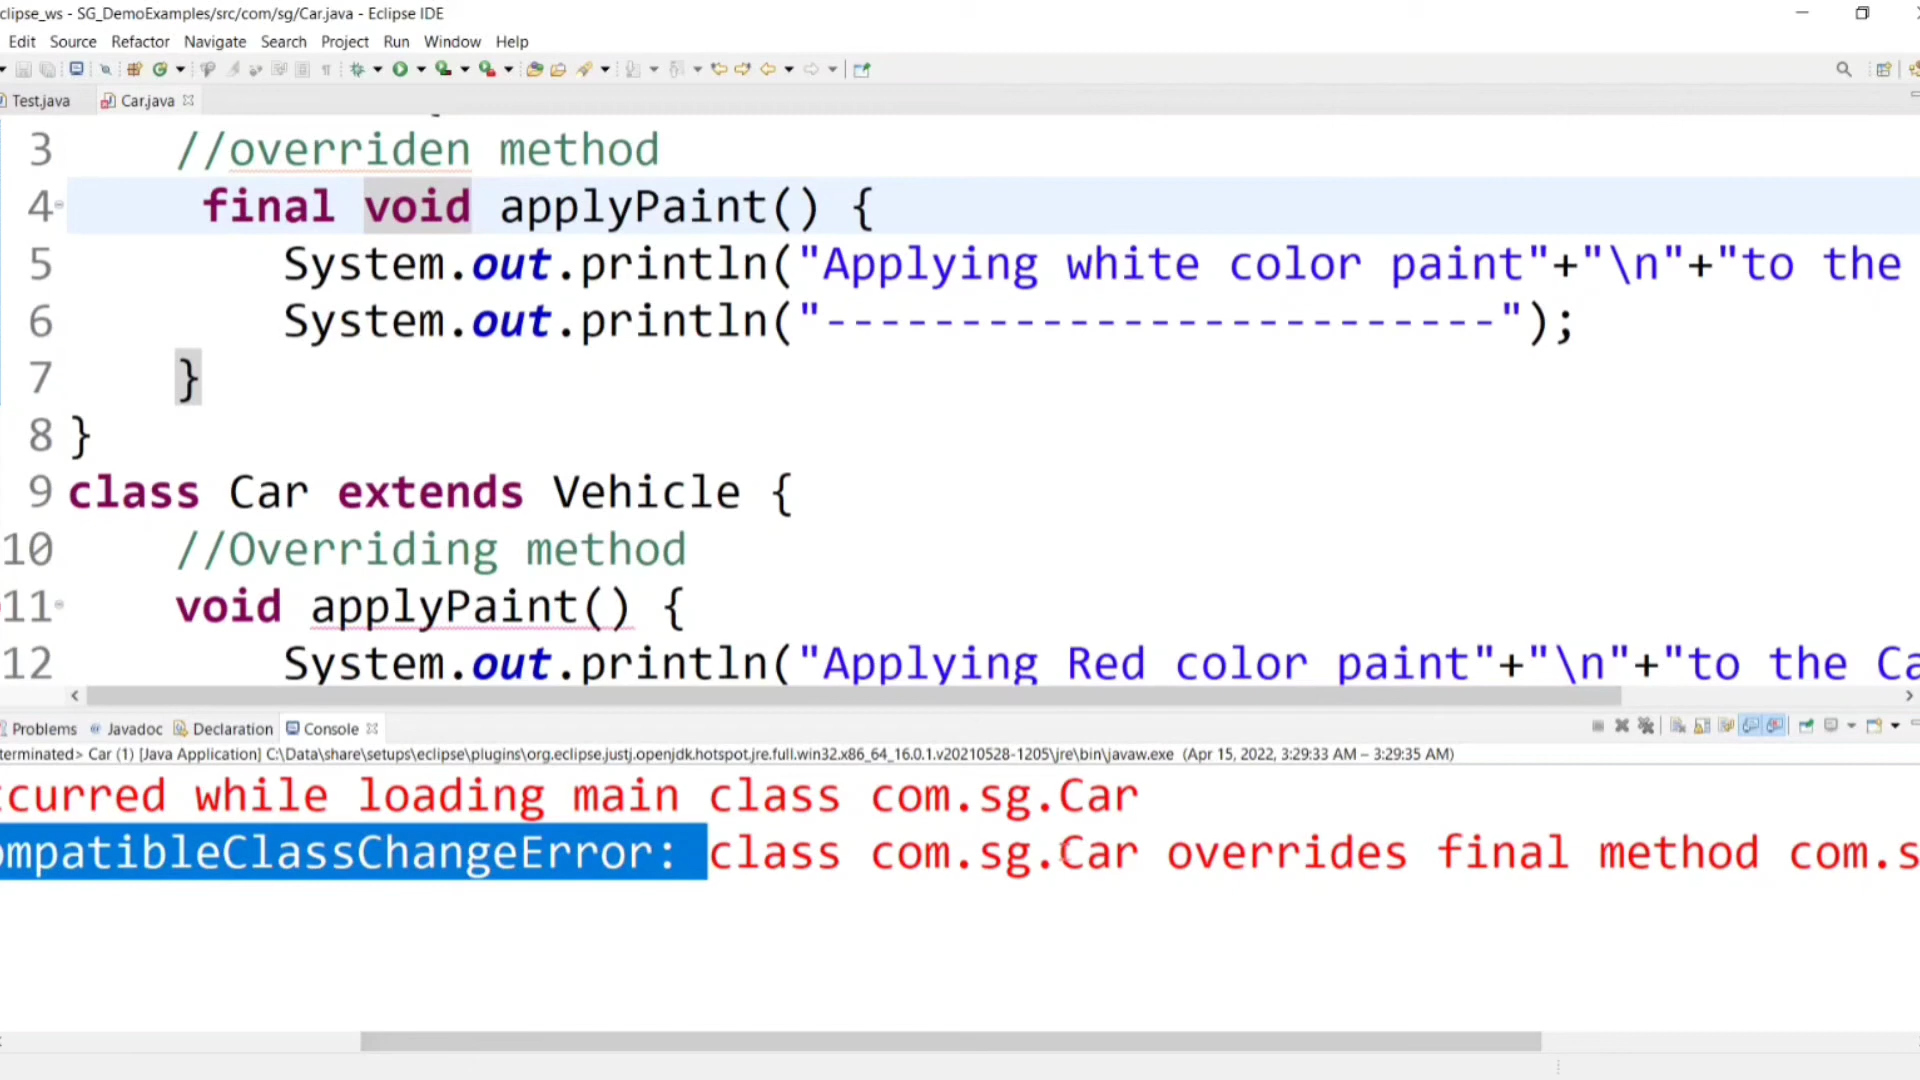 clipse_ws - SG_DemoExamples/src/com/sg/Car.java - Eclipse IDE
Edit Source Refactor Navigate Search Project Run Window Help
Test.java Car.java
3 //overriden method
4 final void applyPaint() {
5 System.out.println("Applying white color paint"+"\n"+"to the
6 System.out.println("-------------------------");
7 }
8 }
9 class Car extends Vehicle {
10 //Overriding method
11 void applyPaint() {
12 System.out.println("Applying Red color paint"+"\n"+"to the Ca
Problems Javadoc Declaration Console
terminated> Car (1) [Java Application] C:\Data\share\setups\eclipse\plugins\org.eclipse.justj.openjdk.hotspot.jre.full.win32.x86_64_16.0.1.v20210528-1205\jre\bin\javaw.exe (Apr 15, 2022, 3:29:33 AM – 3:29:35 AM)
ccurred while loading main class com.sg.Car
ompatibleClassChangeError: class com.sg.Car overrides final method com.s